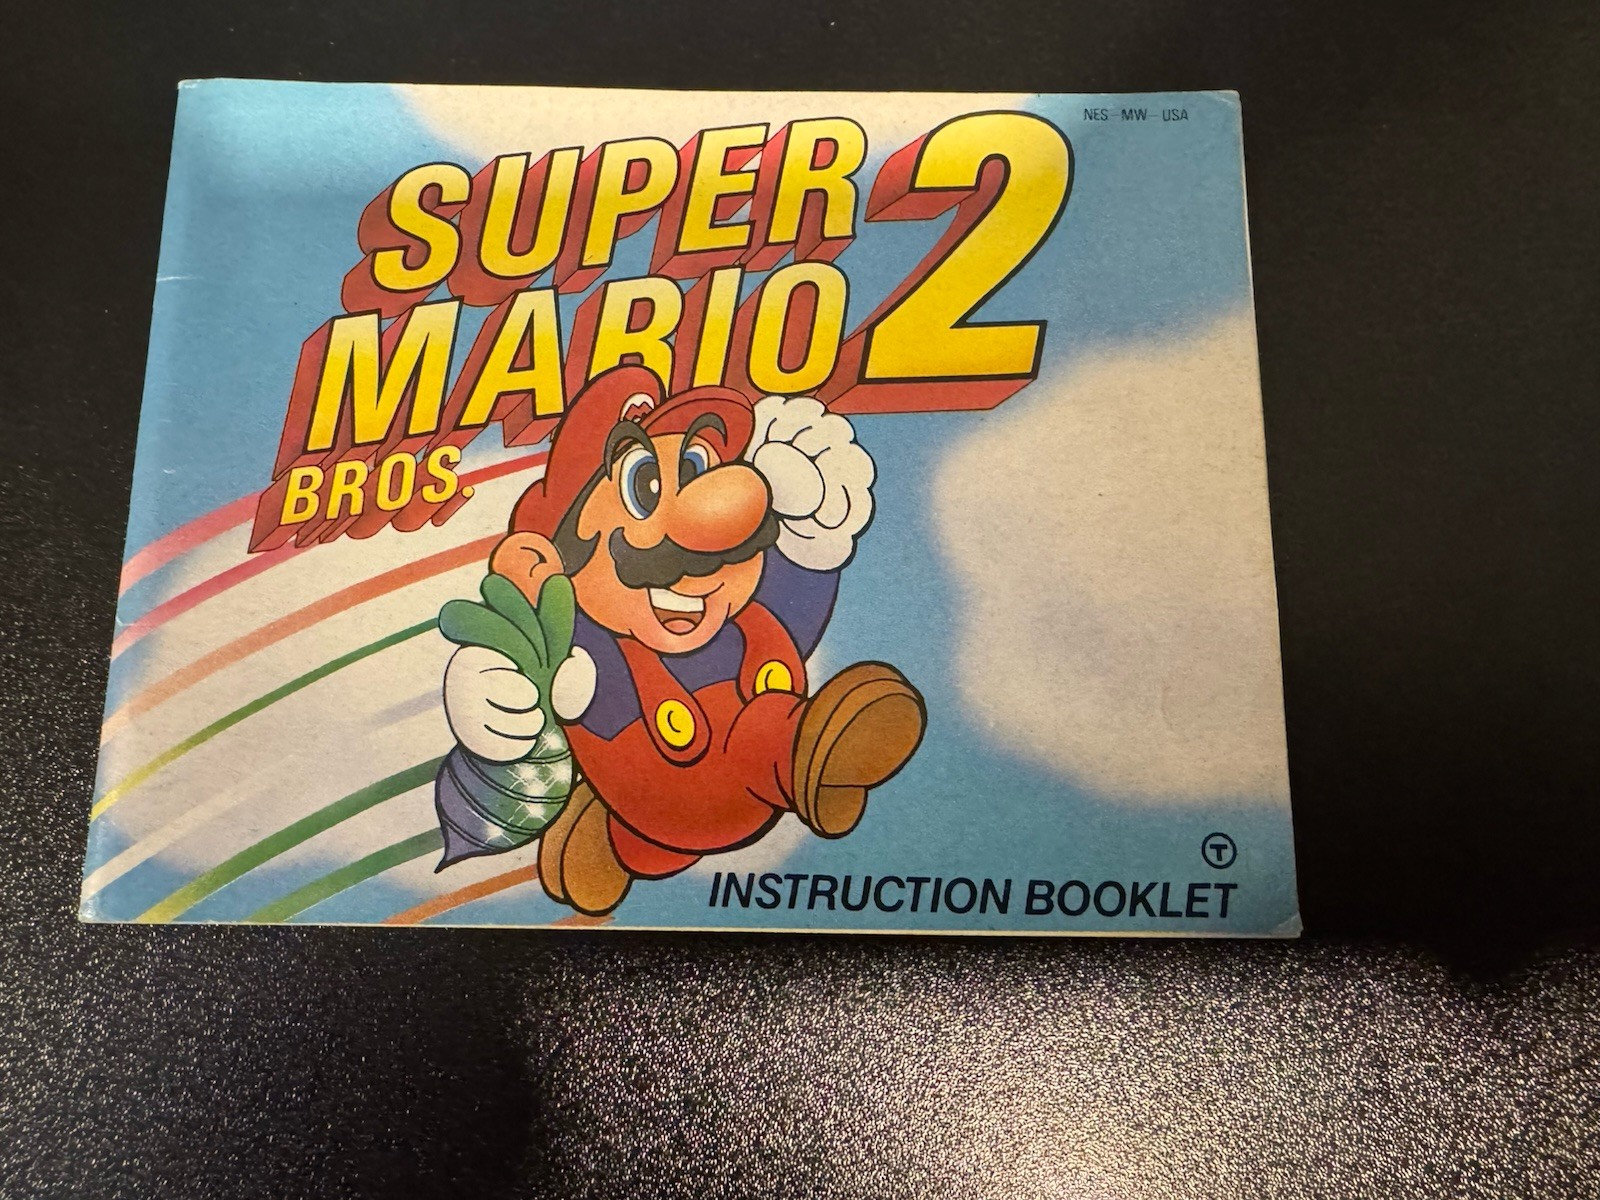 NES-MW-USA
SUPER
MARIO
BROS.
2
M
INSTRUCTION BOOKLET
T